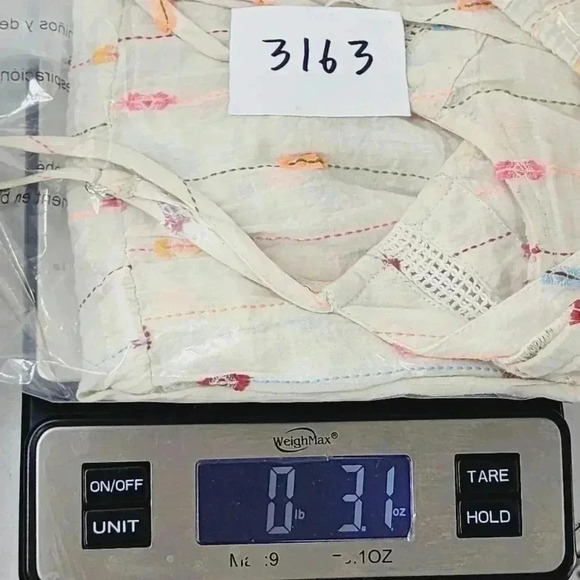 3163
niños y de
WeighMax®
ON/OFF
UNIT
0 lb 3.1 oz
TARE
HOLD